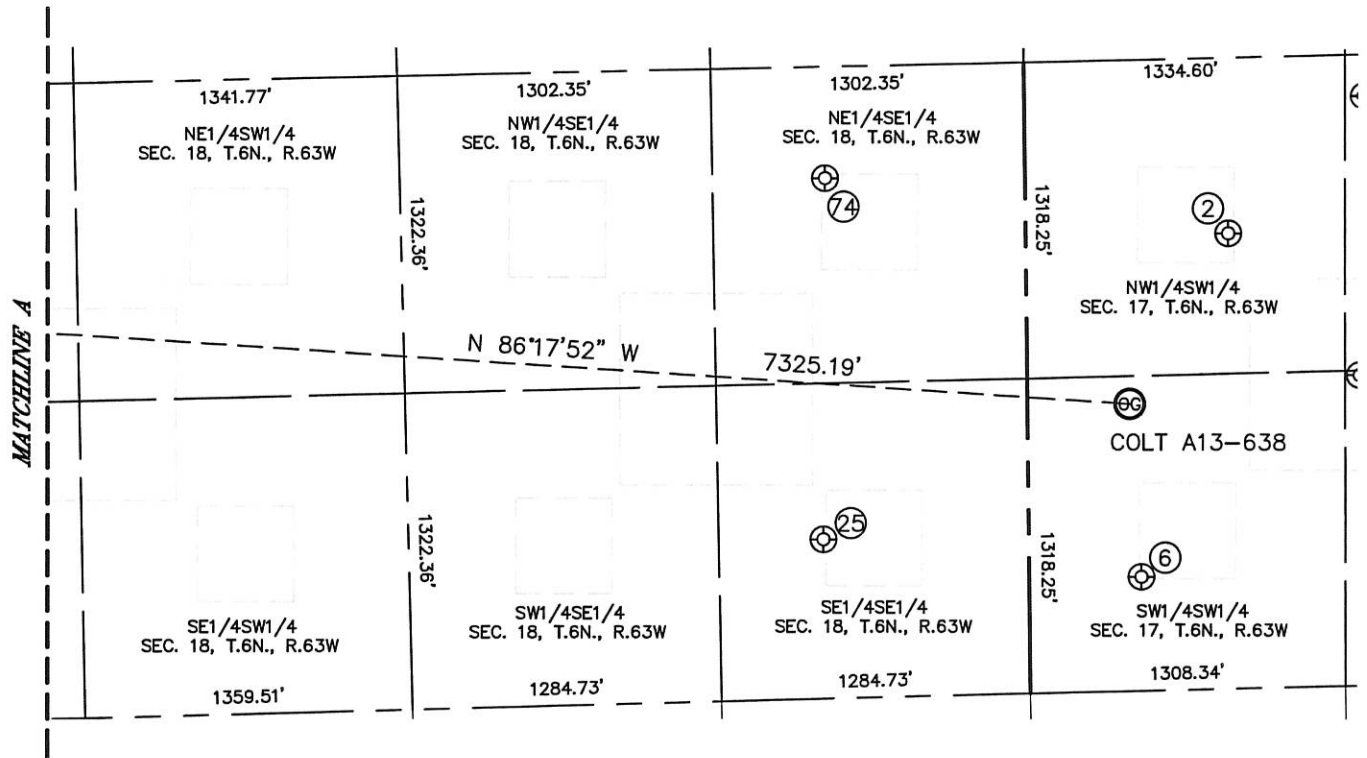 1341.77'
1302.35'
1302.35'
1334.60'
NE1/4SW1/4
SEC. 18, T.6N., R.63W
NW1/4SE1/4
SEC. 18, T.6N., R.63W
NE1/4SE1/4
SEC. 18, T.6N., R.63W
74
2
1322.36'
1318.25'
NW1/4SW1/4
SEC. 17, T.6N., R.63W
MATCHLINE A
N 86°17'52" W
7325.19'
OG
COLT A13-638
1322.36'
1318.25'
25
6
SE1/4SW1/4
SEC. 18, T.6N., R.63W
SW1/4SE1/4
SEC. 18, T.6N., R.63W
SE1/4SE1/4
SEC. 18, T.6N., R.63W
SW1/4SW1/4
SEC. 17, T.6N., R.63W
1359.51'
1284.73'
1284.73'
1308.34'